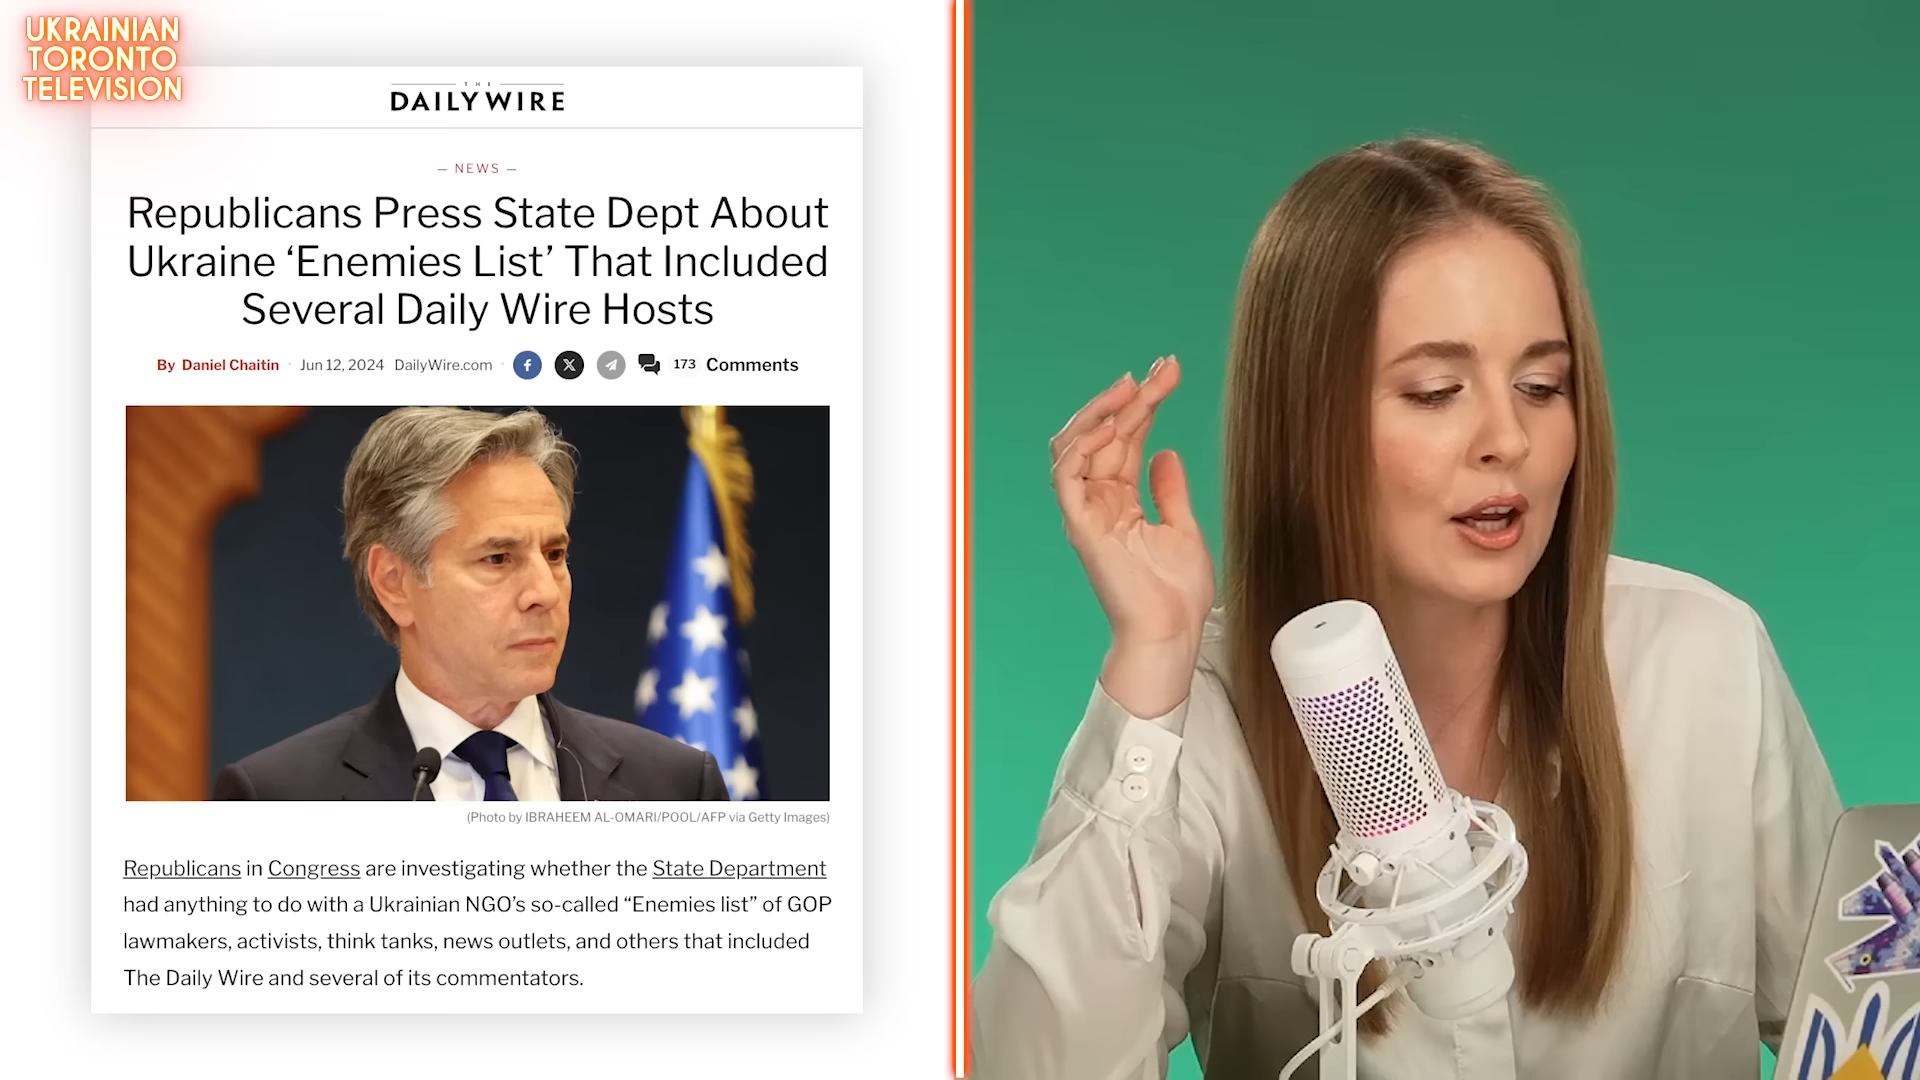 UKRAINIAN
TORONTO
TELEVISION
THE
DAILY WIRE
— NEWS —
Republicans Press State Dept About
Ukraine ‘Enemies List’ That Included
Several Daily Wire Hosts
By Daniel Chaitin · Jun 12, 2024 DailyWire.com · 173 Comments
(Photo by IBRAHEEM AL-OMARI/POOL/AFP via Getty Images)
Republicans in Congress are investigating whether the State Department
had anything to do with a Ukrainian NGO’s so-called “Enemies list” of GOP
lawmakers, activists, think tanks, news outlets, and others that included
The Daily Wire and several of its commentators.